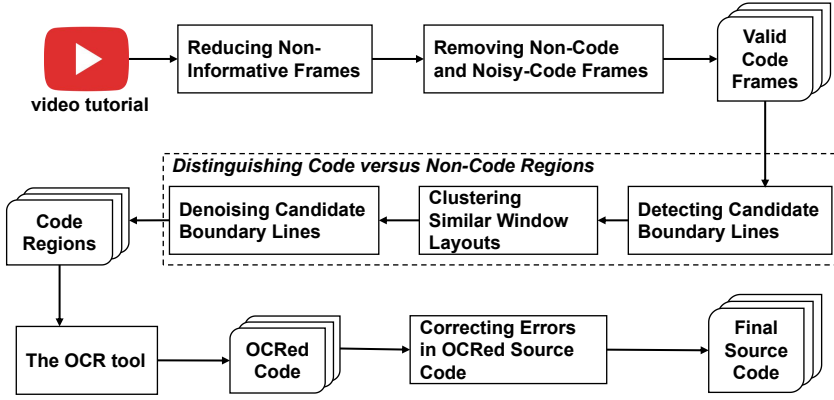 video tutorial
Reducing Non-
Informative Frames
Removing Non-Code
and Noisy-Code Frames
Valid
Code
Frames
Distinguishing Code versus Non-Code Regions
Detecting Candidate
Boundary Lines
Clustering
Similar Window
Layouts
Denoising Candidate
Boundary Lines
Code
Regions
The OCR tool
OCRed
Code
Correcting Errors
in OCRed Source
Code
Final
Source
Code